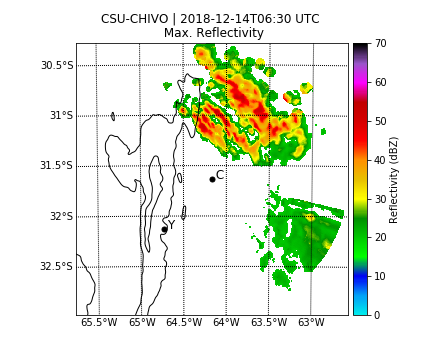 CSU-CHIVO | 2018-12-14T06:30 UTC
Max. Reflectivity
30.5°S
31°S
31.5°S
32°S
32.5°S
65.5°W
65°W
64.5°W
64°W
63.5°W
63°W
C
Y
70
60
50
40
30
20
10
0
Reflectivity (dBZ)